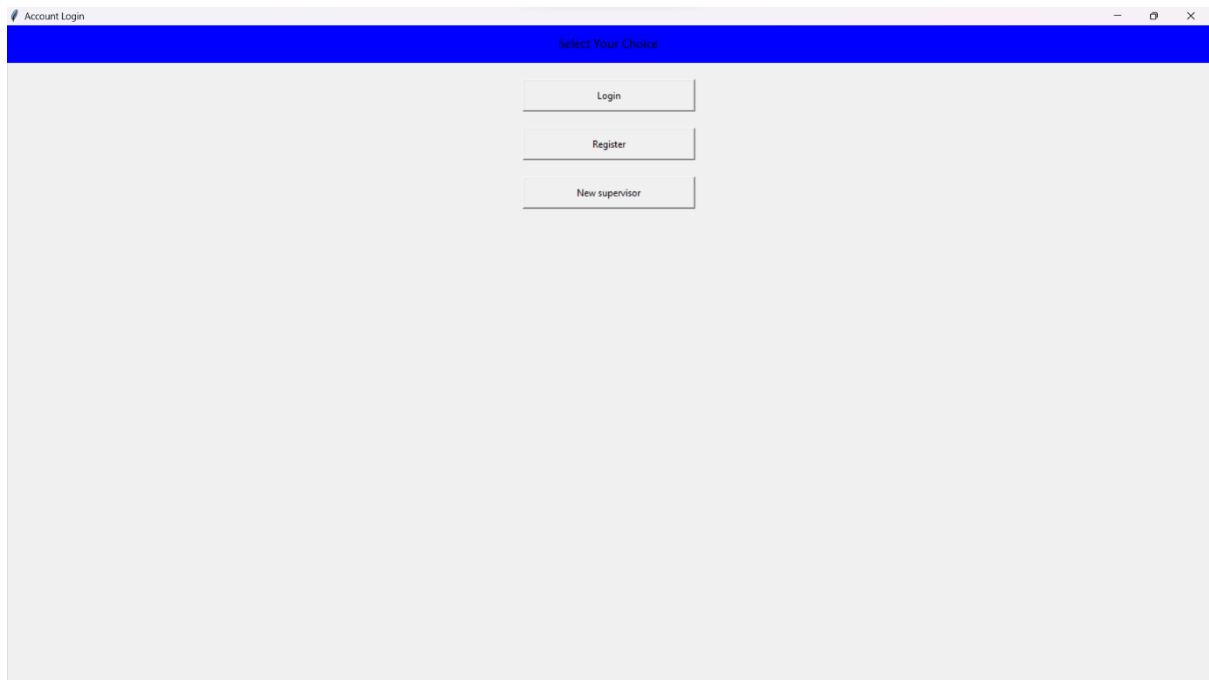 Account Login
Select Your Choice
Login
Register
New supervisor